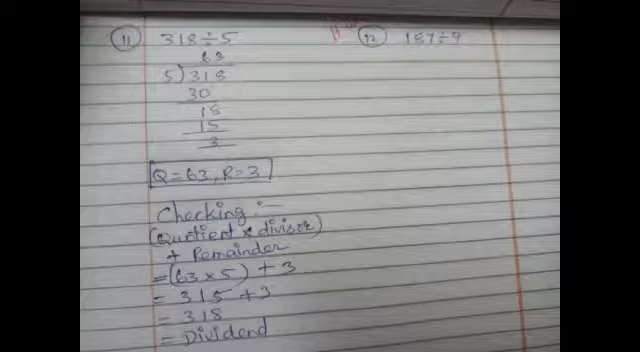 11) 318÷5
63
5)318
30
18
15
3
Q=63, R=3
Checking :-
(Quotient × divisor)
+ Remainder
=(63×5) + 3
= 315 +3
= 318
= Dividend
12) 187÷9